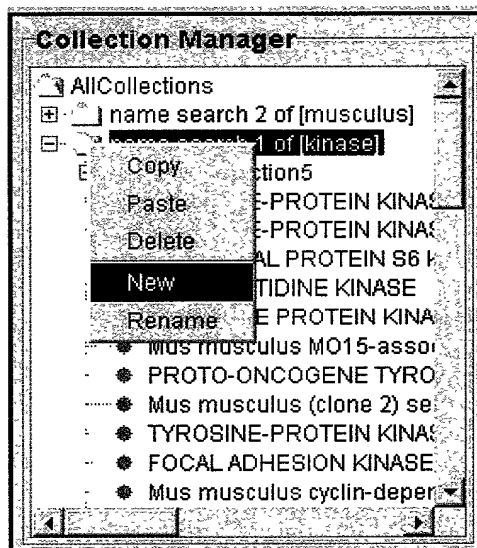 Collection Manager
AllCollections
name search 2 of [musculus]
name search 1 of [kinase]
Copy
ction5
Paste
E-PROTEIN KINAS
Delete
E-PROTEIN KINAS
AL PROTEIN S6 K
New
TIDINE KINASE
Rename
E PROTEIN KINA
Mus musculus MO15-assoc
PROTO-ONCOGENE TYRO
Mus musculus (clone 2) se
TYROSINE-PROTEIN KINAS
FOCAL ADHESION KINASE
Mus musculus cyclin-deper